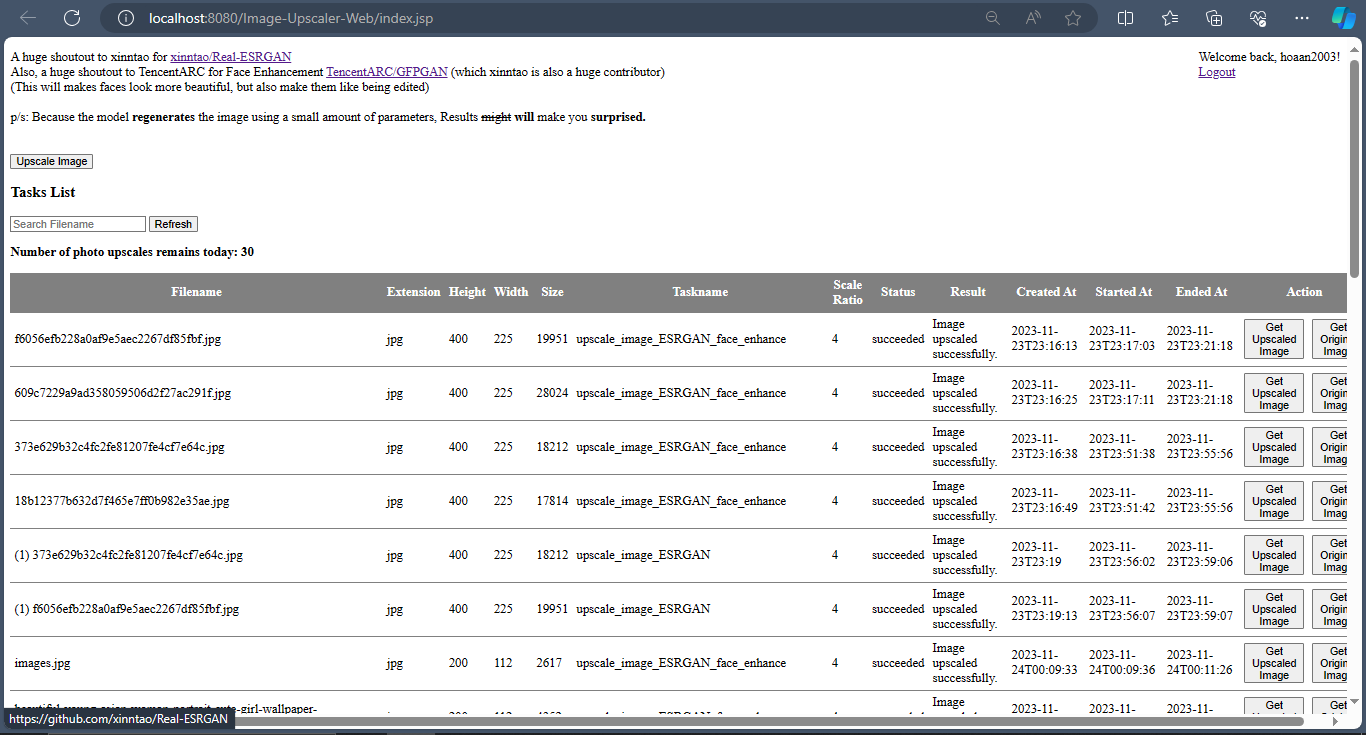 localhost:8080/Image-Upscaler-Web/index.jsp
A huge shoutout to xinntao for xinntao/Real-ESRGAN
Also, a huge shoutout to TencentARC for Face Enhancement TencentARC/GFPGAN (which xinntao is also a huge contributor)
(This will makes faces look more beautiful, but also make them like being edited)
Welcome back, hoaan2003!
Logout
p/s: Because the model regenerates the image using a small amount of parameters, Results might will make you surprised.
Upscale Image
Tasks List
Search Filename Refresh
Number of photo upscales remains today: 30
Filename Extension Height Width Size Taskname Scale Ratio Status Result Created At Started At Ended At Action
f6056efb228a0af9e5aec2267df85fbf.jpg jpg 400 225 19951 upscale_image_ESRGAN_face_enhance 4 succeeded Image upscaled successfully. 2023-11-23T23:16:13 2023-11-23T23:17:03 2023-11-23T23:21:18 Get Upscaled Image Get Origin Imag
609c7229a9ad358059506d2f27ac291f.jpg jpg 400 225 28024 upscale_image_ESRGAN_face_enhance 4 succeeded Image upscaled successfully. 2023-11-23T23:16:25 2023-11-23T23:17:11 2023-11-23T23:21:18 Get Upscaled Image Get Origin Imag
373e629b32c4fc2fe81207fe4cf7e64c.jpg jpg 400 225 18212 upscale_image_ESRGAN_face_enhance 4 succeeded Image upscaled successfully. 2023-11-23T23:16:38 2023-11-23T23:51:38 2023-11-23T23:55:56 Get Upscaled Image Get Origin Imag
18b12377b632d7f465e7ff0b982e35ae.jpg jpg 400 225 17814 upscale_image_ESRGAN_face_enhance 4 succeeded Image upscaled successfully. 2023-11-23T23:16:49 2023-11-23T23:51:42 2023-11-23T23:55:56 Get Upscaled Image Get Origin Imag
(1) 373e629b32c4fc2fe81207fe4cf7e64c.jpg jpg 400 225 18212 upscale_image_ESRGAN 4 succeeded Image upscaled successfully. 2023-11-23T23:19 2023-11-23T23:56:02 2023-11-23T23:59:06 Get Upscaled Image Get Origin Imag
(1) f6056efb228a0af9e5aec2267df85fbf.jpg jpg 400 225 19951 upscale_image_ESRGAN 4 succeeded Image upscaled successfully. 2023-11-23T23:19:13 2023-11-23T23:56:07 2023-11-23T23:59:07 Get Upscaled Image Get Origin Imag
images.jpg jpg 200 112 2617 upscale_image_ESRGAN_face_enhance 4 succeeded Image upscaled successfully. 2023-11-24T00:09:33 2023-11-24T00:09:36 2023-11-24T00:11:26 Get Upscaled Image Get Origin Imag
Image 2023-11- 2023-11- 2023-11- Get Get
https://github.com/xinntao/Real-ESRGAN